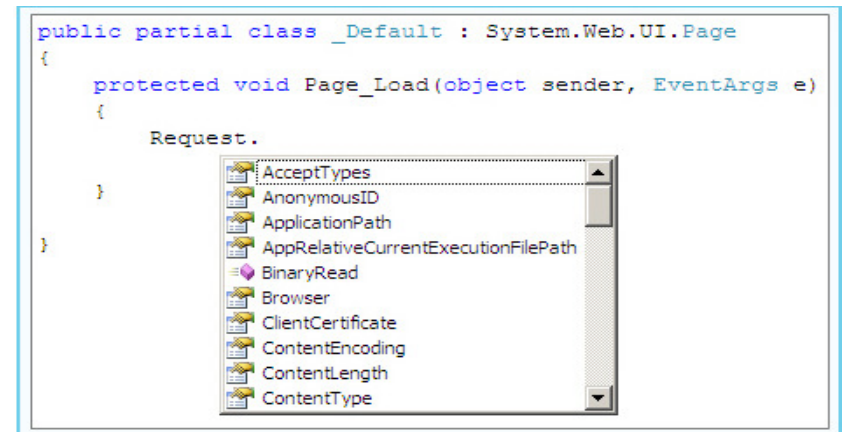 public partial class _Default : System.Web.UI.Page
{
protected void Page_Load(object sender, EventArgs e)
{
Request.
AcceptTypes
} AnonymousID
ApplicationPath
} AppRelativeCurrentExecutionFilePath
BinaryRead
Browser
ClientCertificate
ContentEncoding
ContentLength
ContentType